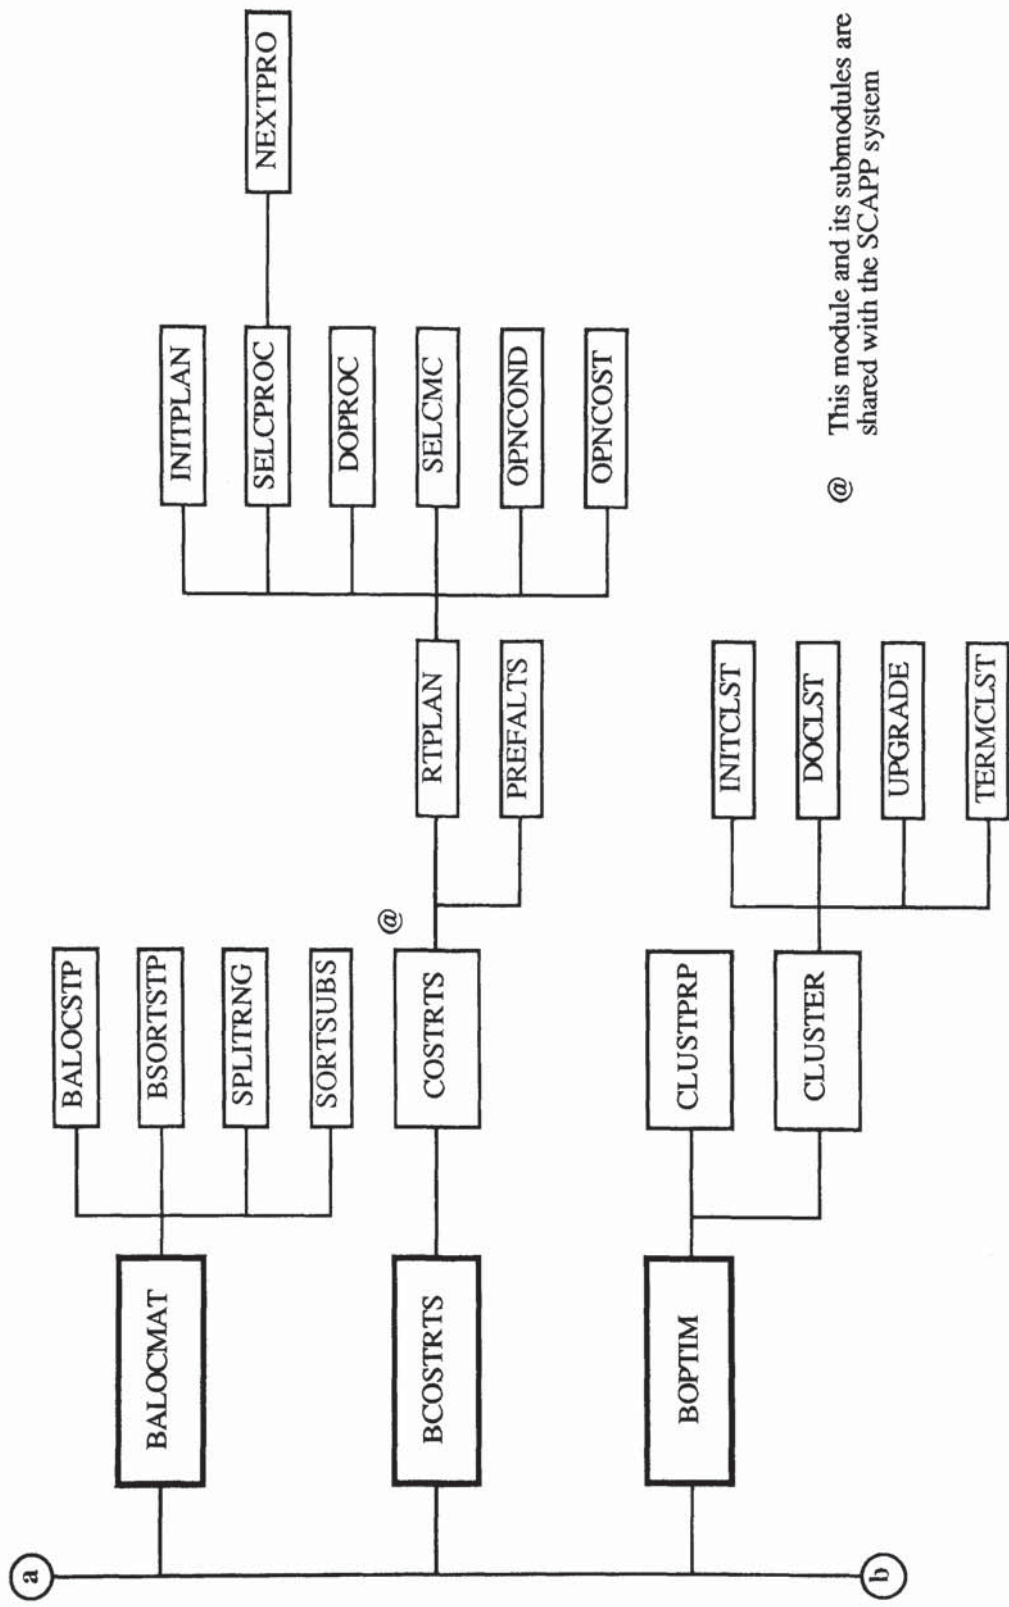 a
BALOCMAT
BALOCSTP
BSORTSTP
SPLITRNG
SORTSUBS
BCOSTRTS
COSTRTS
@
RTPLAN
PREFALTS
INITPLAN
SELCPROC
NEXTPRO
DOPROC
SELCMC
OPNCOND
OPNCOST
BOPTIM
CLUSTPRP
CLUSTER
INITCLST
DOCLST
UPGRADE
TERMCLST
b
@ This module and its submodules are
shared with the SCAPP system